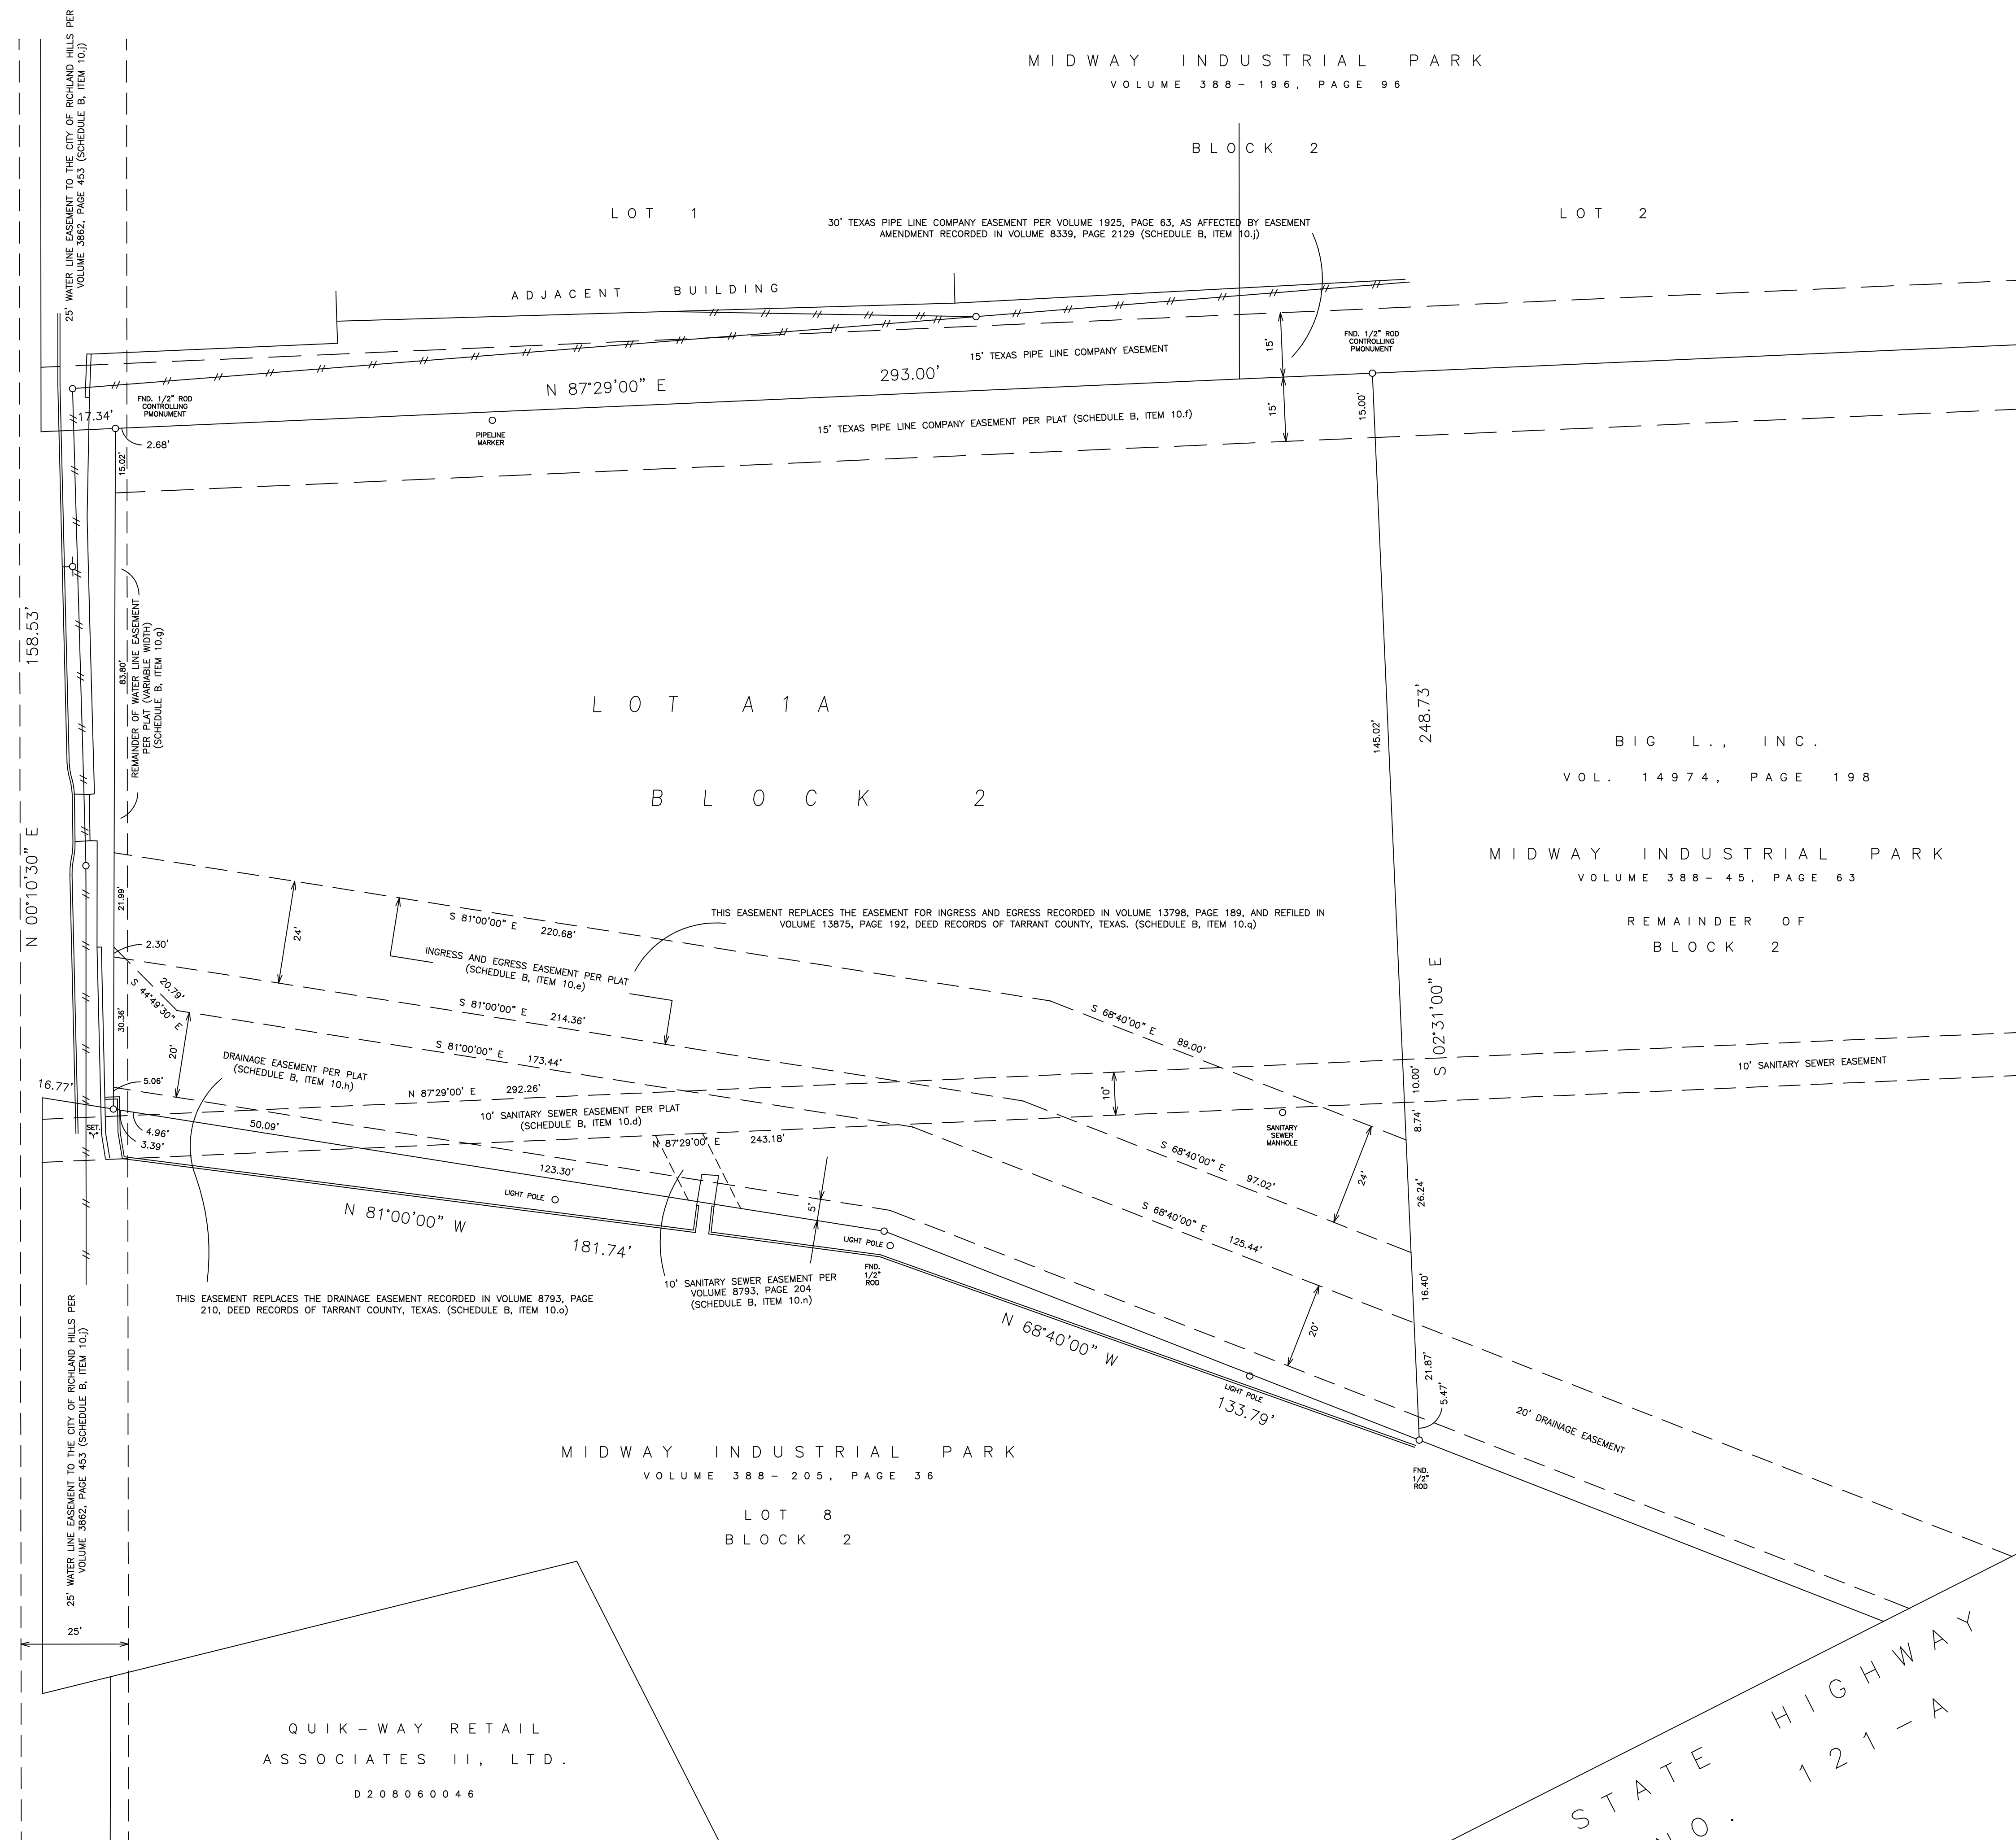 25' WATER LINE EASEMENT TO THE CITY OF RICHLAND HILLS PER
VOLUME 3862, PAGE 453 (SCHEDULE B, ITEM 10.j)
MIDWAY INDUSTRIAL PARK
VOLUME 388-196, PAGE 96
BLOCK 2
LOT 1
LOT 2
30' TEXAS PIPE LINE COMPANY EASEMENT PER VOLUME 1925, PAGE 63, AS AFFECTED BY EASEMENT
AMENDMENT RECORDED IN VOLUME 8339, PAGE 2129 (SCHEDULE B, ITEM 10.j)
ADJACENT BUILDING
15' TEXAS PIPE LINE COMPANY EASEMENT
15'
FND. 1/2" ROD
CONTROLLING
PMONUMENT
N 87°29'00" E
293.00'
FND. 1/2" ROD
CONTROLLING
PMONUMENT
17.34'
2.68'
15.02'
PIPELINE
MARKER
15' TEXAS PIPE LINE COMPANY EASEMENT PER PLAT (SCHEDULE B, ITEM 10.f)
15'
15.00'
158.53'
N 00°10'30" E
83.80'
REMAINDER OF WATER LINE EASEMENT
PER PLAT (VARIABLE WIDTH)
(SCHEDULE B, ITEM 10.g)
LOT A1A
BLOCK 2
145.02'
248.73'
S 02°31'00" E
BIG L., INC.
VOL. 14974, PAGE 198
MIDWAY INDUSTRIAL PARK
VOLUME 388-45, PAGE 63
REMAINDER OF
BLOCK 2
21.99'
24'
S 81°00'00" E 220.68'
THIS EASEMENT REPLACES THE EASEMENT FOR INGRESS AND EGRESS RECORDED IN VOLUME 13798, PAGE 189, AND REFILED IN
VOLUME 13875, PAGE 192, DEED RECORDS OF TARRANT COUNTY, TEXAS. (SCHEDULE B, ITEM 10.q)
2.30'
INGRESS AND EGRESS EASEMENT PER PLAT
(SCHEDULE B, ITEM 10.e)
20.79'
S 44°49'30" E
30.36'
S 81°00'00" E 214.36'
S 68°40'00" E
89.00'
20'
S 81°00'00" E 173.44'
DRAINAGE EASEMENT PER PLAT
(SCHEDULE B, ITEM 10.h)
10' SANITARY SEWER EASEMENT
16.77'
5.06'
N 87°29'00' E 292.26'
10'
10.00'
8.74'
10' SANITARY SEWER EASEMENT PER PLAT
(SCHEDULE B, ITEM 10.d)
SET.
"Y"
4.96'
3.39'
50.09'
N 87°29'00' E 243.18'
SANITARY
SEWER
MANHOLE
123.30'
S 68°40'00" E
97.02'
24'
26.24'
LIGHT POLE
5'
N 81°00'00" W
181.74'
LIGHT POLE
FND.
1/2"
ROD
S 68°40'00" E
125.44'
10' SANITARY SEWER EASEMENT PER
VOLUME 8793, PAGE 204
(SCHEDULE B, ITEM 10.n)
THIS EASEMENT REPLACES THE DRAINAGE EASEMENT RECORDED IN VOLUME 8793, PAGE
210, DEED RECORDS OF TARRANT COUNTY, TEXAS. (SCHEDULE B, ITEM 10.o)
16.40'
20'
N 68°40'00" W
21.87'
5.47'
LIGHT POLE
133.79'
20' DRAINAGE EASEMENT
FND.
1/2"
ROD
25' WATER LINE EASEMENT TO THE CITY OF RICHLAND HILLS PER
VOLUME 3862, PAGE 453 (SCHEDULE B, ITEM 10.j)
MIDWAY INDUSTRIAL PARK
VOLUME 388-205, PAGE 36
LOT 8
BLOCK 2
25'
QUIK-WAY RETAIL
ASSOCIATES II, LTD.
D208060046
STATE HIGHWAY
NO. 121-A